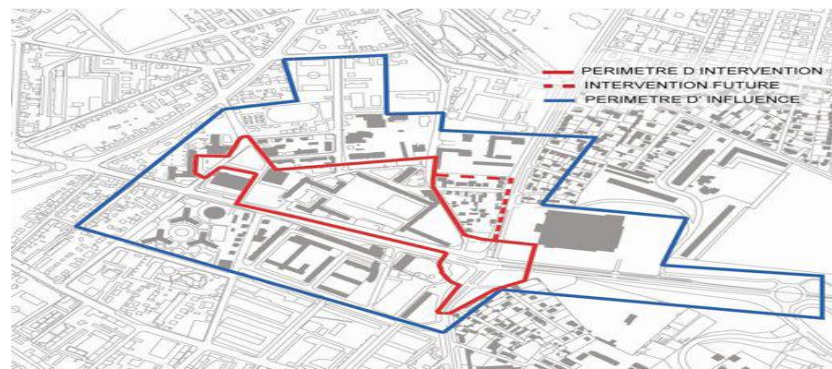 PERIMETRE D INTERVENTION
INTERVENTION FUTURE
PERIMETRE D' INFLUENCE